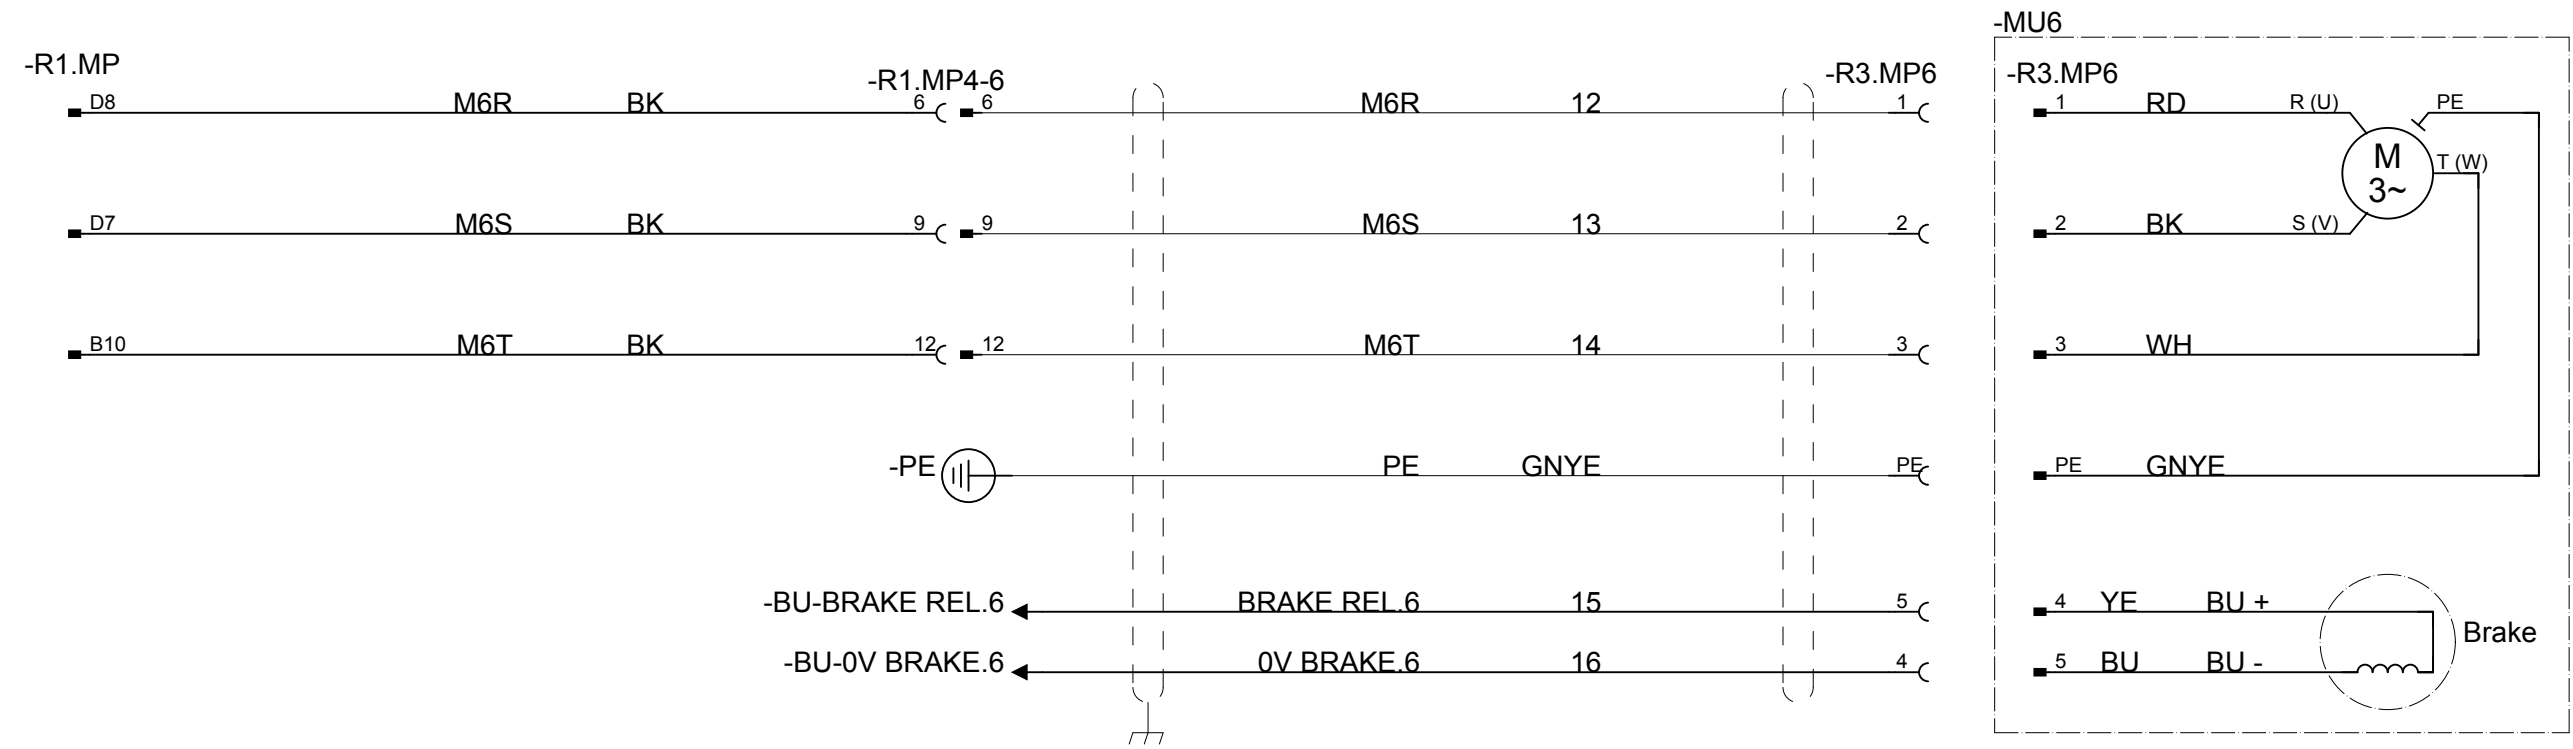 -MU6
-R1.MP
-R1.MP4-6
-R3.MP6
-R3.MP6
D8 M6R BK 6 6 M6R 12 1 1 RD R (U) PE
M
3~
T (W)
D7 M6S BK 9 9 M6S 13 2 2 BK S (V)
B10 M6T BK 12 12 M6T 14 3 3 WH
-PE PE GNYE PE PE GNYE
-BU-BRAKE REL.6 BRAKE REL.6 15 5 4 YE BU +
Brake
-BU-0V BRAKE.6 0V BRAKE.6 16 4 5 BU BU -